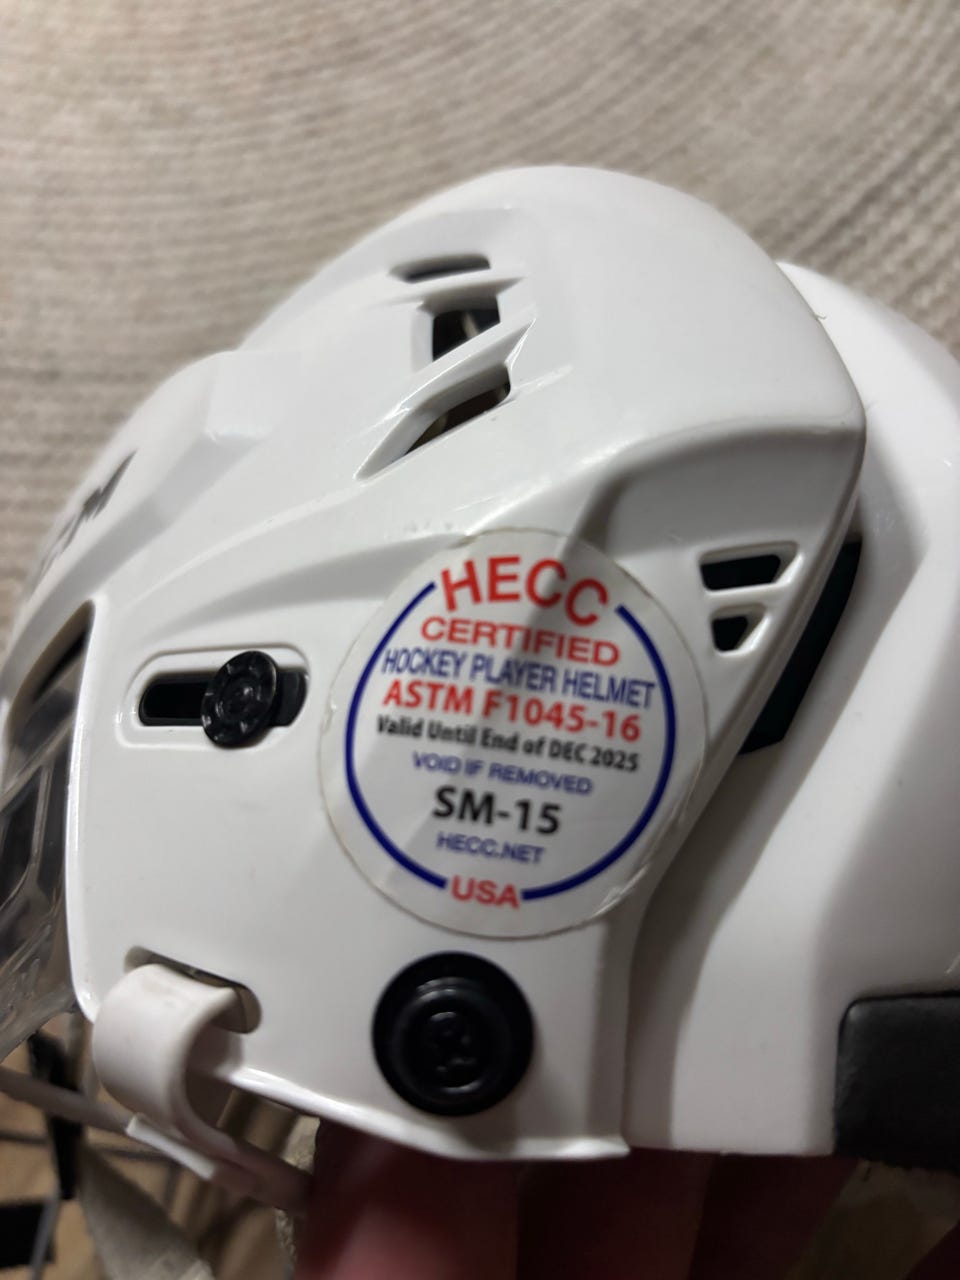 HECC
CERTIFIED
HOCKEY PLAYER HELMET
ASTM F1045-16
Valid Until End of DEC 2025
VOID IF REMOVED
SM-15
HECC.NET
USA